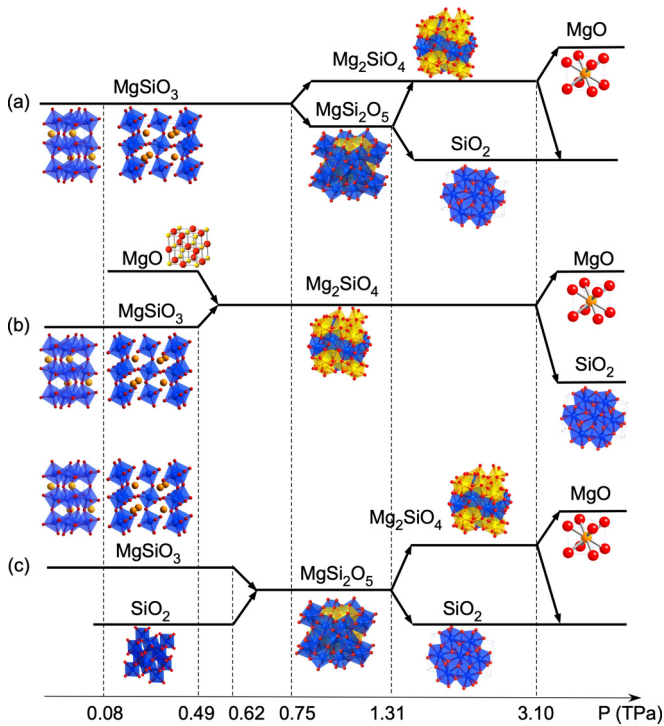 MgO
Mg₂SiO₄
MgSiO₃
(a)
MgSi₂O₅
SiO₂
MgO
Mg₂SiO₄
MgO
MgSiO₃
(b)
SiO₂
MgO
Mg₂SiO₄
MgSiO₃
(c)
MgSi₂O₅
SiO₂
SiO₂
0.08 0.49 0.62 0.75 1.31 3.10 P (TPa)